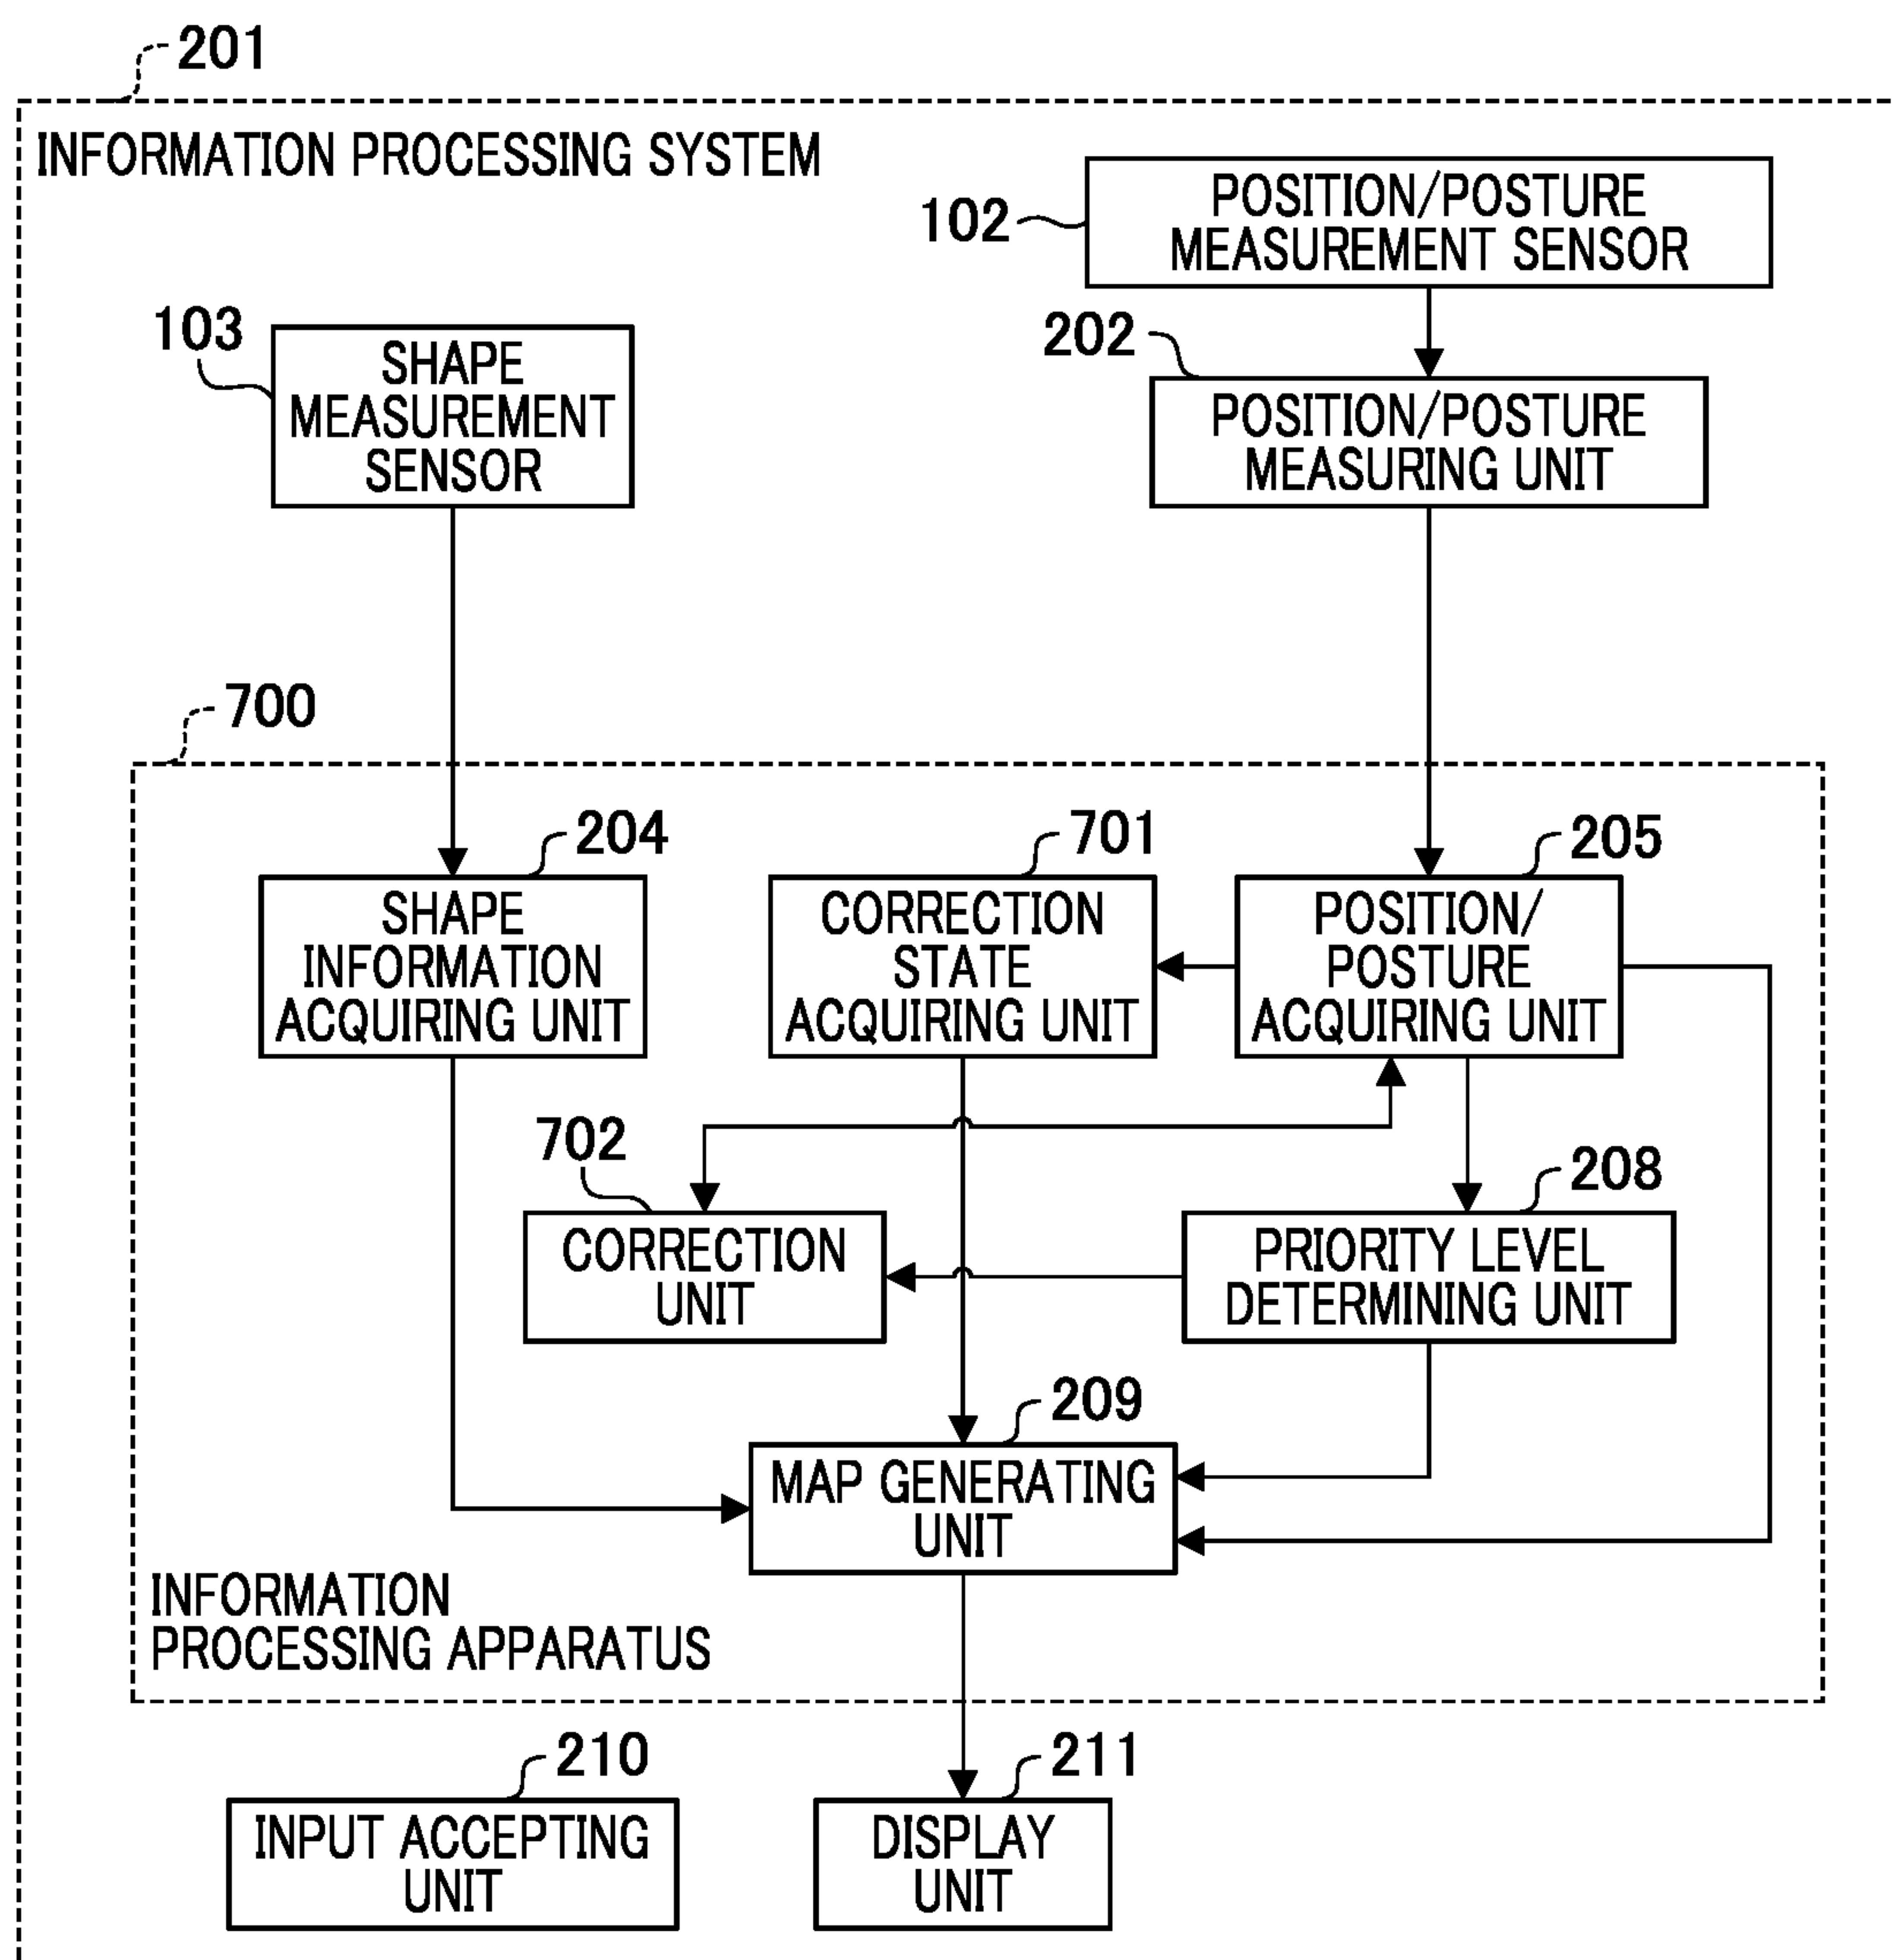 201
INFORMATION PROCESSING SYSTEM
102
POSITION/POSTURE
MEASUREMENT SENSOR
103
SHAPE
MEASUREMENT
SENSOR
202
POSITION/POSTURE
MEASURING UNIT
700
204
SHAPE
INFORMATION
ACQUIRING UNIT
701
CORRECTION
STATE
ACQUIRING UNIT
205
POSITION/
POSTURE
ACQUIRING UNIT
702
CORRECTION
UNIT
208
PRIORITY LEVEL
DETERMINING UNIT
209
MAP GENERATING
UNIT
INFORMATION
PROCESSING APPARATUS
210
INPUT ACCEPTING
UNIT
211
DISPLAY
UNIT